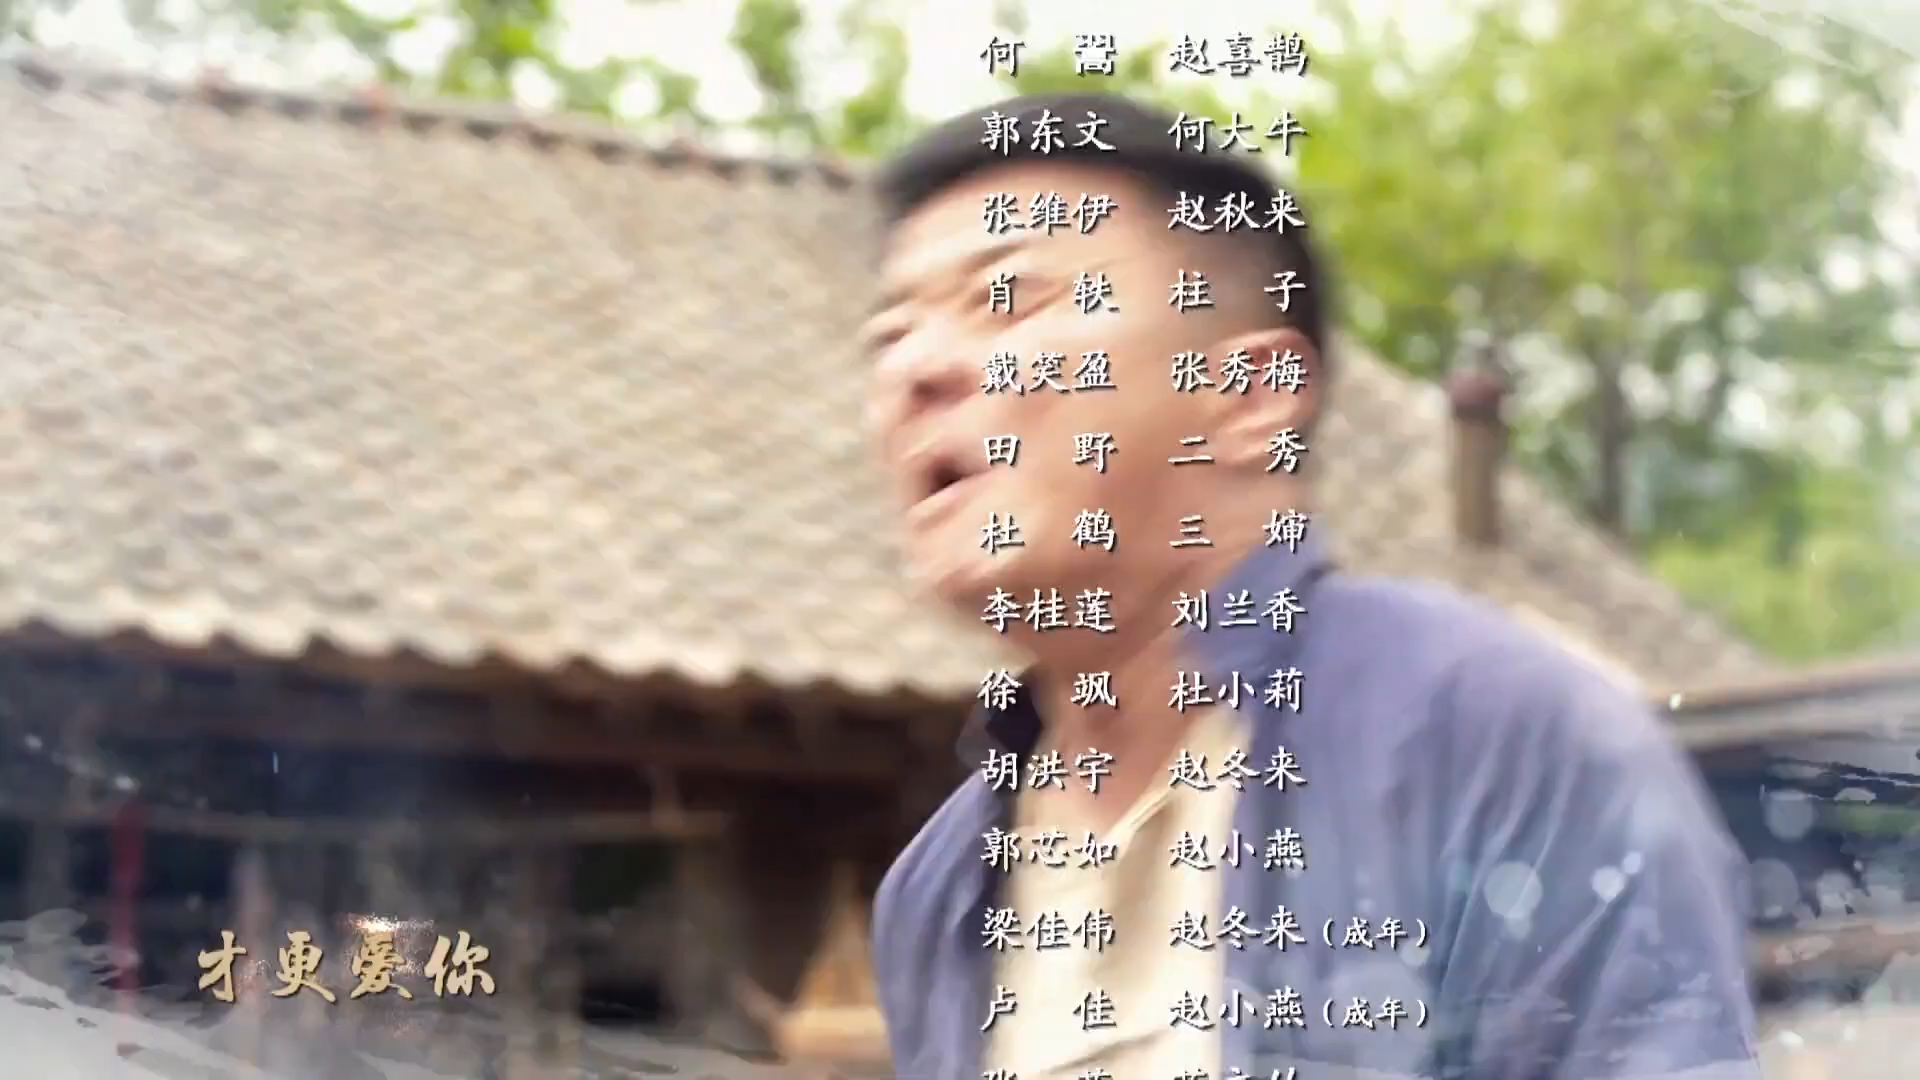 何翯 赵喜鹊
郭东文 何大牛
张维伊 赵秋来
肖轶 柱子
戴笑盈 张秀梅
田野 二秀
杜鹤 三婶
李桂莲 刘兰香
徐飒 杜小莉
胡洪宇 赵冬来
郭芯如 赵小燕
梁佳伟 赵冬来（成年）
卢佳 赵小燕（成年）
才更爱你